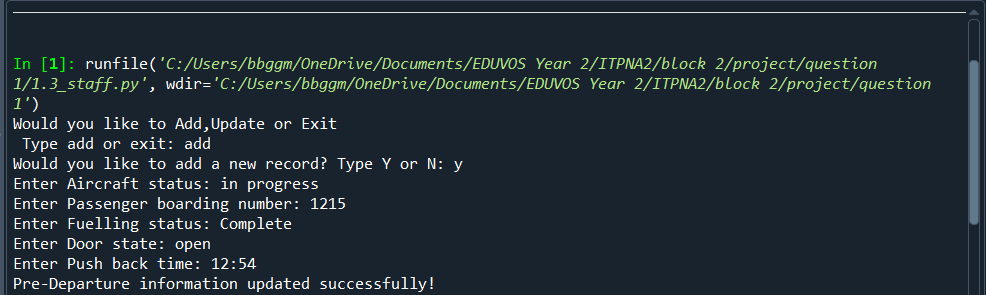 In [1]: runfile('C:/Users/bbggm/OneDrive/Documents/EDUVOS Year 2/ITPNA2/block 2/project/question
1/1.3_staff.py', wdir='C:/Users/bbggm/OneDrive/Documents/EDUVOS Year 2/ITPNA2/block 2/project/question
1')
Would you like to Add,Update or Exit
 Type add or exit: add
Would you like to add a new record? Type Y or N: y
Enter Aircraft status: in progress
Enter Passenger boarding number: 1215
Enter Fuelling status: Complete
Enter Door state: open
Enter Push back time: 12:54
Pre-Departure information updated successfully!